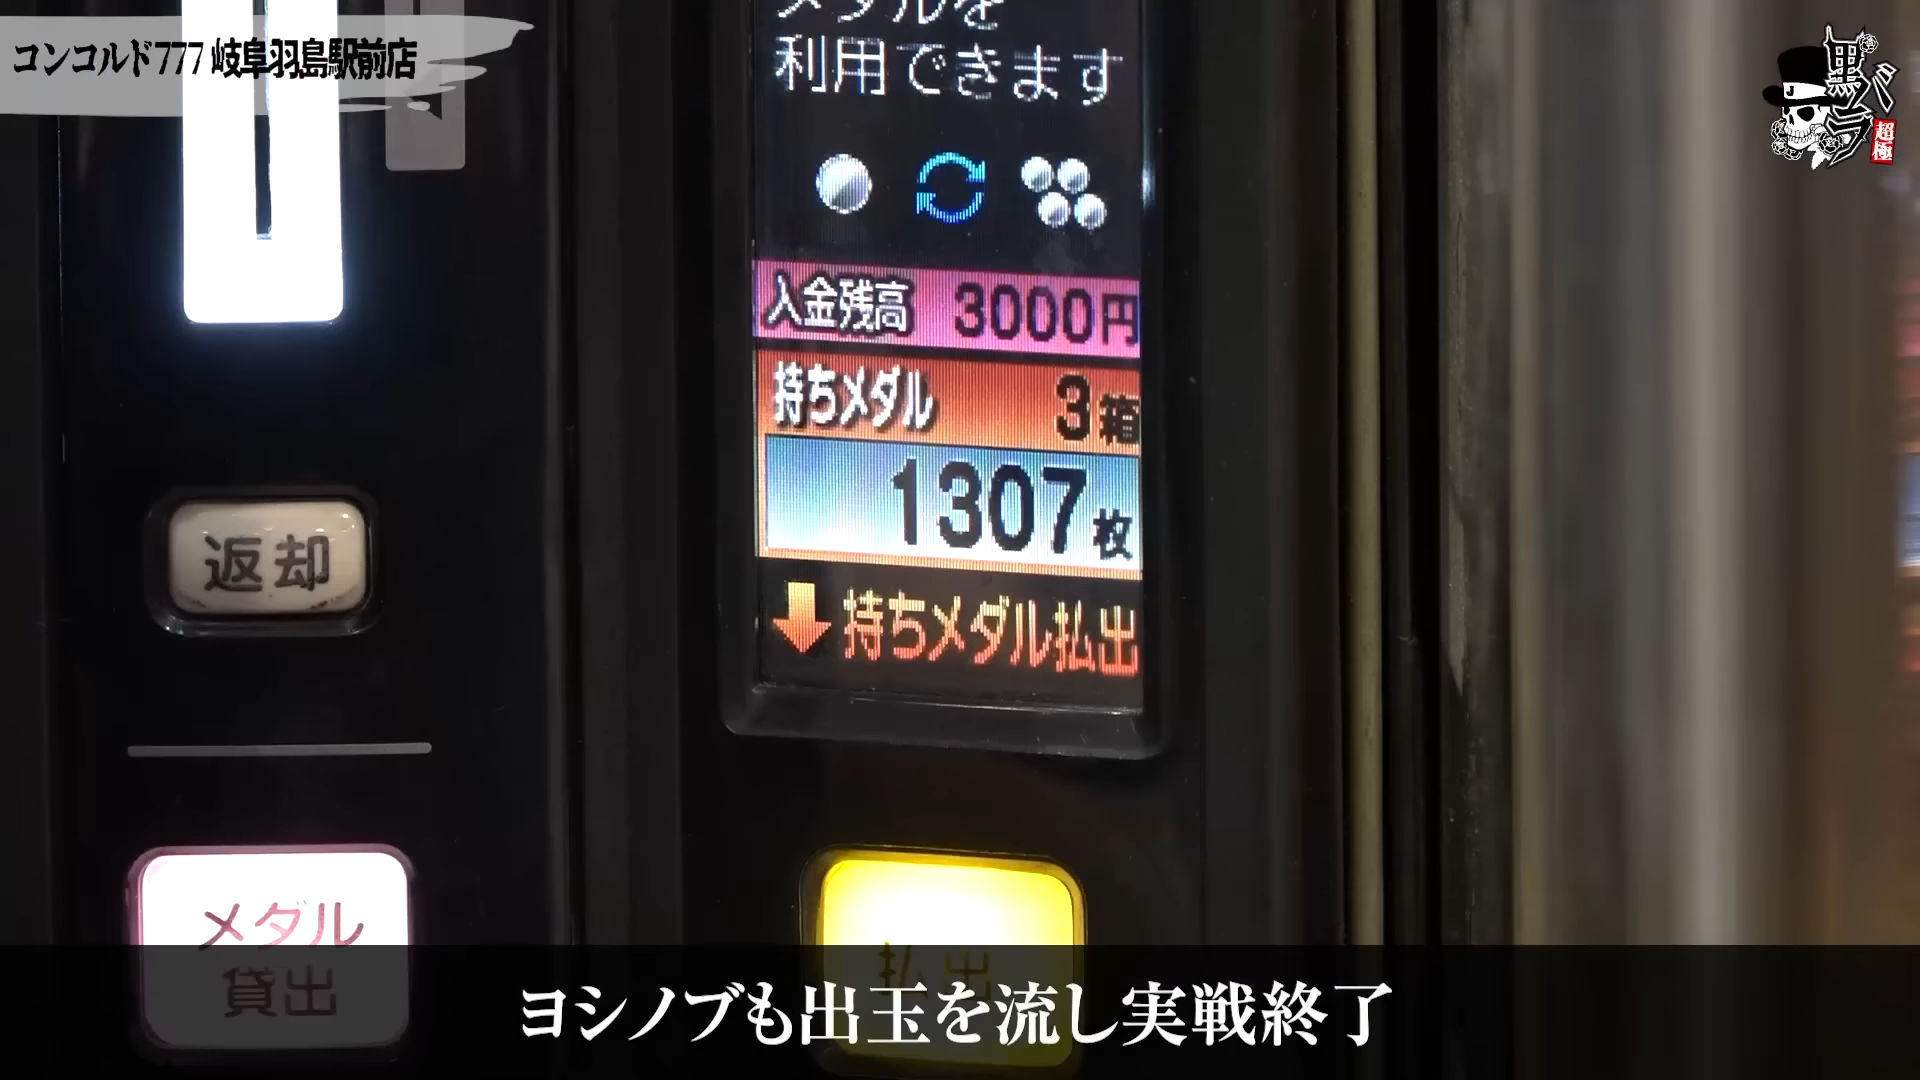 コンコルド777 岐阜羽島駅前店
黒バラ
超極
メダルを
利用できます
入金残高 3000円
持ちメダル 3箱
1307枚
持ちメダル払出
返却
メダル
貸出
払出
ヨシノブも出玉を流し実戦終了